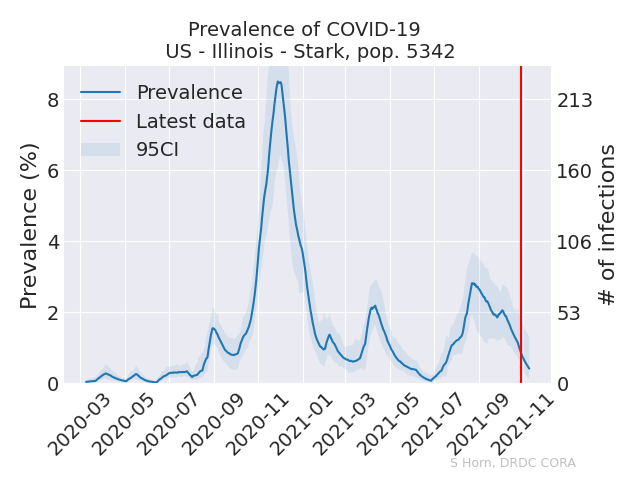 Prevalence of COVID-19
US - Illinois - Stark, pop. 5342
Prevalence
Latest data
95CI
Prevalence (%)
8
6
4
2
0
# of infections
213
160
106
53
0
2020-03
2020-05
2020-07
2020-09
2020-11
2021-01
2021-03
2021-05
2021-07
2021-09
2021-11
S Horn, DRDC CORA